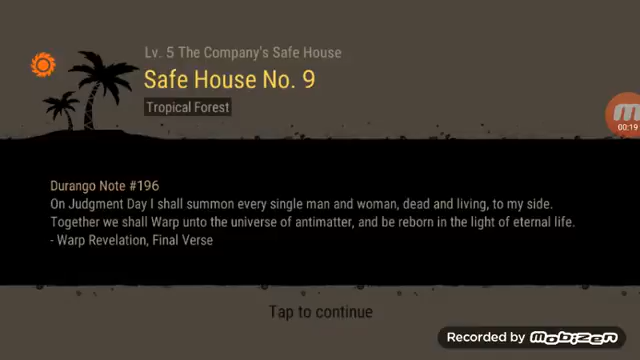 Lv. 5 The Company's Safe House
Safe House No. 9
Tropical Forest
00:19
Durango Note #196
On Judgment Day I shall summon every single man and woman, dead and living, to my side.
Together we shall Warp unto the universe of antimatter, and be reborn in the light of eternal life.
- Warp Revelation, Final Verse
Tap to continue
Recorded by Mobizen